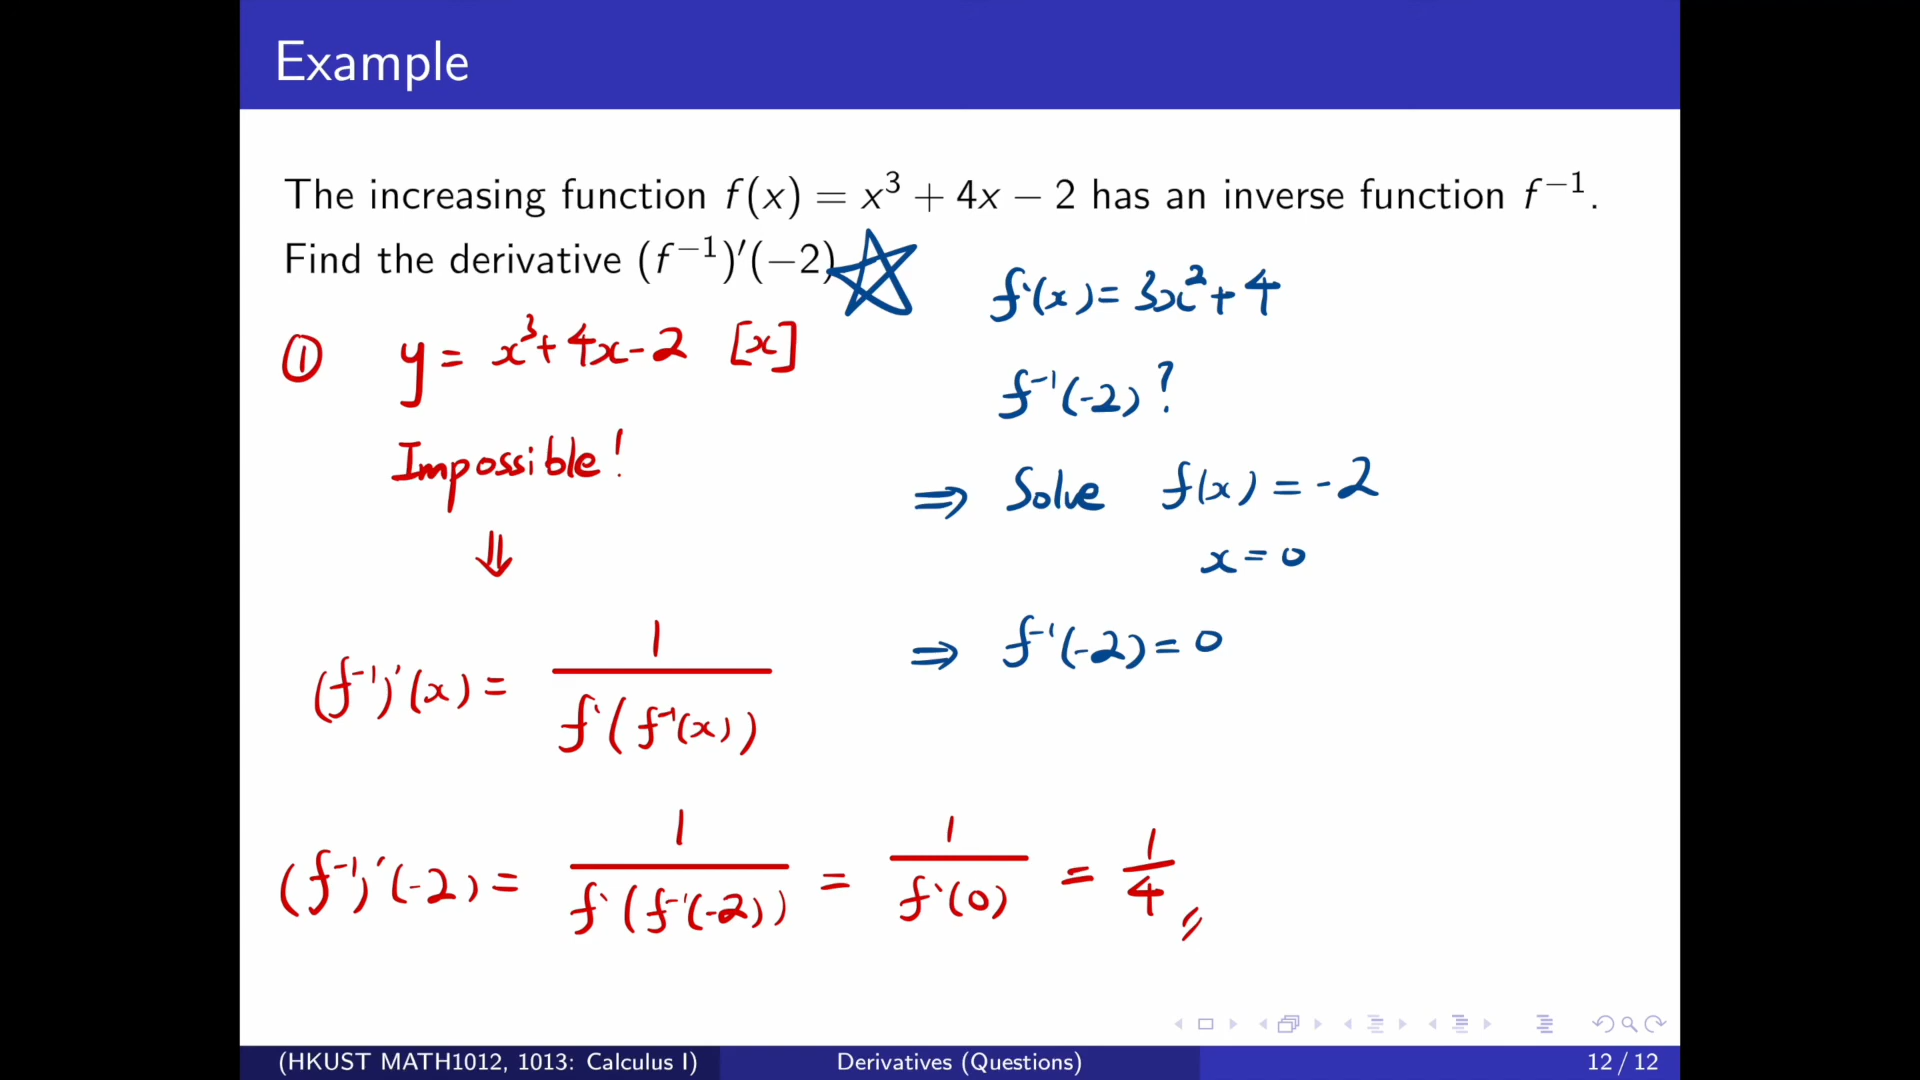 Example
The increasing function f(x) = x³ + 4x − 2 has an inverse function f⁻¹.
Find the derivative (f⁻¹)′(−2)
① y = x³+4x-2 [x]
Impossible!
⇓
(f⁻¹)'(x) = 1 / f'(f⁻¹(x))
(f⁻¹)'(-2) = 1 / f'(f⁻¹(-2)) = 1 / f'(0) = 1/4 〃
f'(x) = 3x²+4
f⁻¹(-2)?
⇒ Solve f(x) = -2
x = 0
⇒ f⁻¹(-2) = 0
(HKUST MATH1012, 1013: Calculus I) Derivatives (Questions) 12 / 12